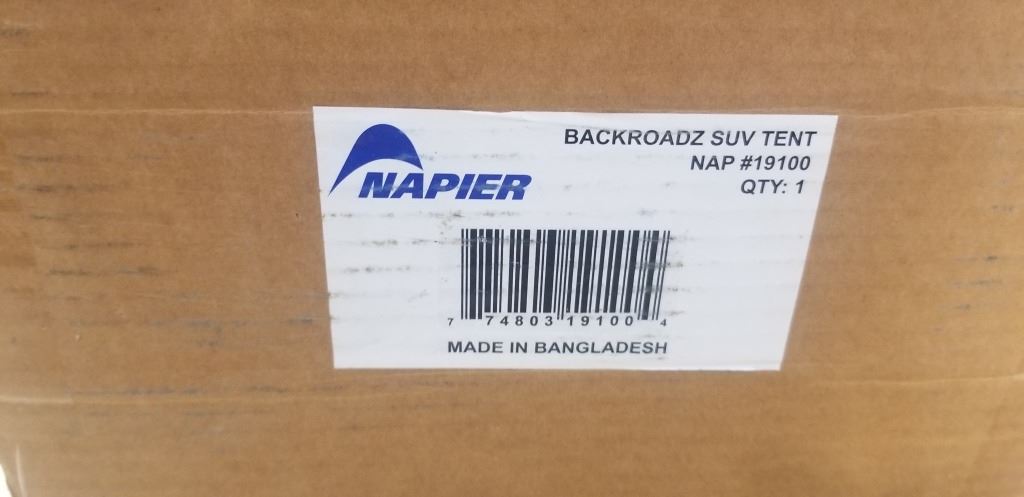 NAPIER
BACKROADZ SUV TENT
NAP #19100
QTY: 1
7 74803 19100 4
MADE IN BANGLADESH